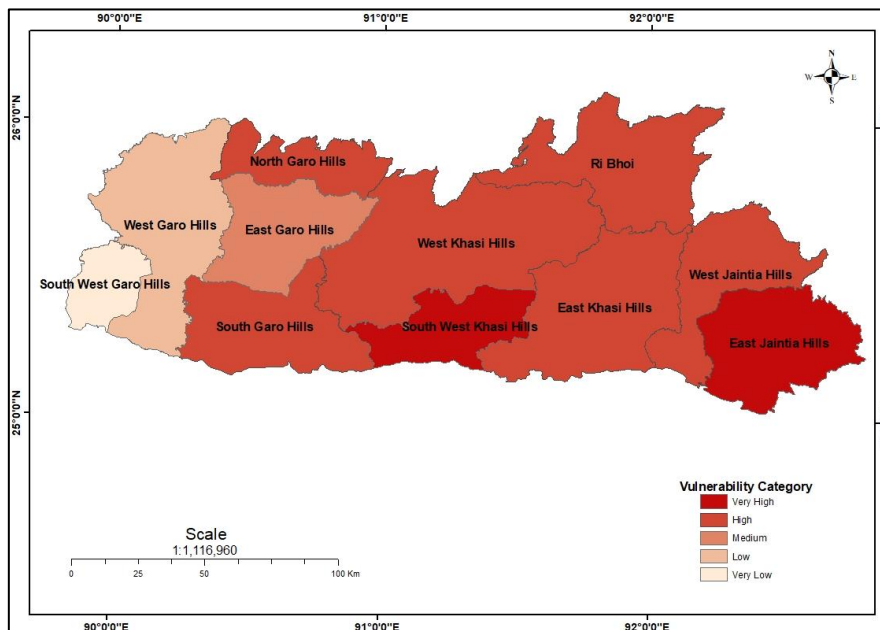 90°0'0"E 91°0'0"E 92°0'0"E
N
W E
S
26°0'0"N
North Garo Hills
Ri Bhoi
West Garo Hills
East Garo Hills
West Khasi Hills
South West Garo Hills
West Jaintia Hills
South Garo Hills
South West Khasi Hills
East Khasi Hills
East Jaintia Hills
25°0'0"N
Vulnerability Category
Very High
High
Medium
Low
Very Low
Scale
1:1,116,960
0 25 50 100 Km
90°0'0"E 91°0'0"E 92°0'0"E